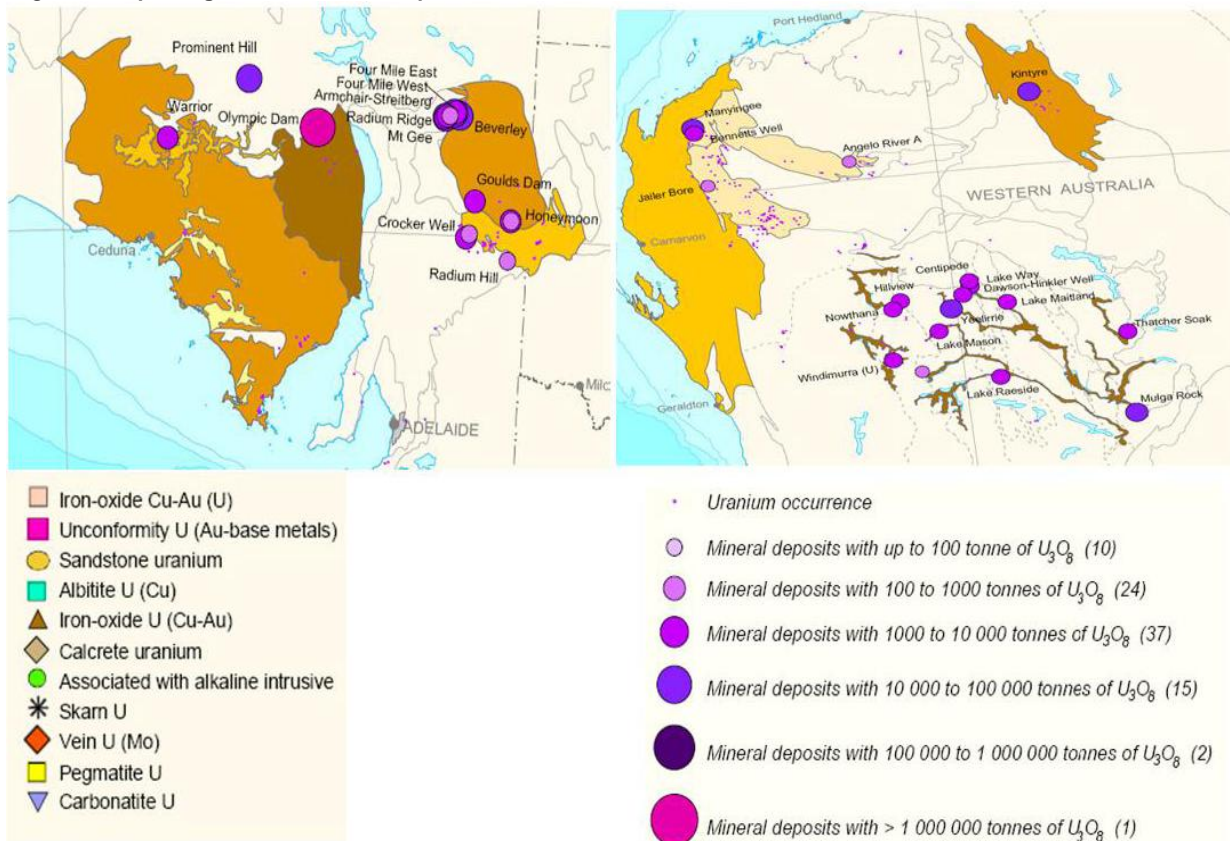 Prominent Hill
Four Mile East
Four Mile West
Armchair-Streitberg
Warrior
Olympic Dam
Radium Ridge
Beverley
Mt Gee
Goulds Dam
Honeymoon
Crocker Well
Ceduna
Radium Hill
ADELAIDE
Port Hedland
Kintyre
Manyingee
Bennetts Well
Angelo River A
Jailer Bore
WESTERN AUSTRALIA
Carnarvon
Centipede
Lake Way
Dawson-Hinkler Well
Hillview
Lake Maitland
Nowthana
Yeelirrie
Thatcher Soak
Lake Mason
Windimurra (U)
Lake Raeside
Mulga Rock
Geraldton
Iron-oxide Cu-Au (U)
Unconformity U (Au-base metals)
Sandstone uranium
Albitite U (Cu)
Iron-oxide U (Cu-Au)
Calcrete uranium
Associated with alkaline intrusive
Skarn U
Vein U (Mo)
Pegmatite U
Carbonatite U
Uranium occurrence
Mineral deposits with up to 100 tonne of U3O8 (10)
Mineral deposits with 100 to 1000 tonnes of U3O8 (24)
Mineral deposits with 1000 to 10 000 tonnes of U3O8 (37)
Mineral deposits with 10 000 to 100 000 tonnes of U3O8 (15)
Mineral deposits with 100 000 to 1 000 000 tonnes of U3O8 (2)
Mineral deposits with > 1 000 000 tonnes of U3O8 (1)